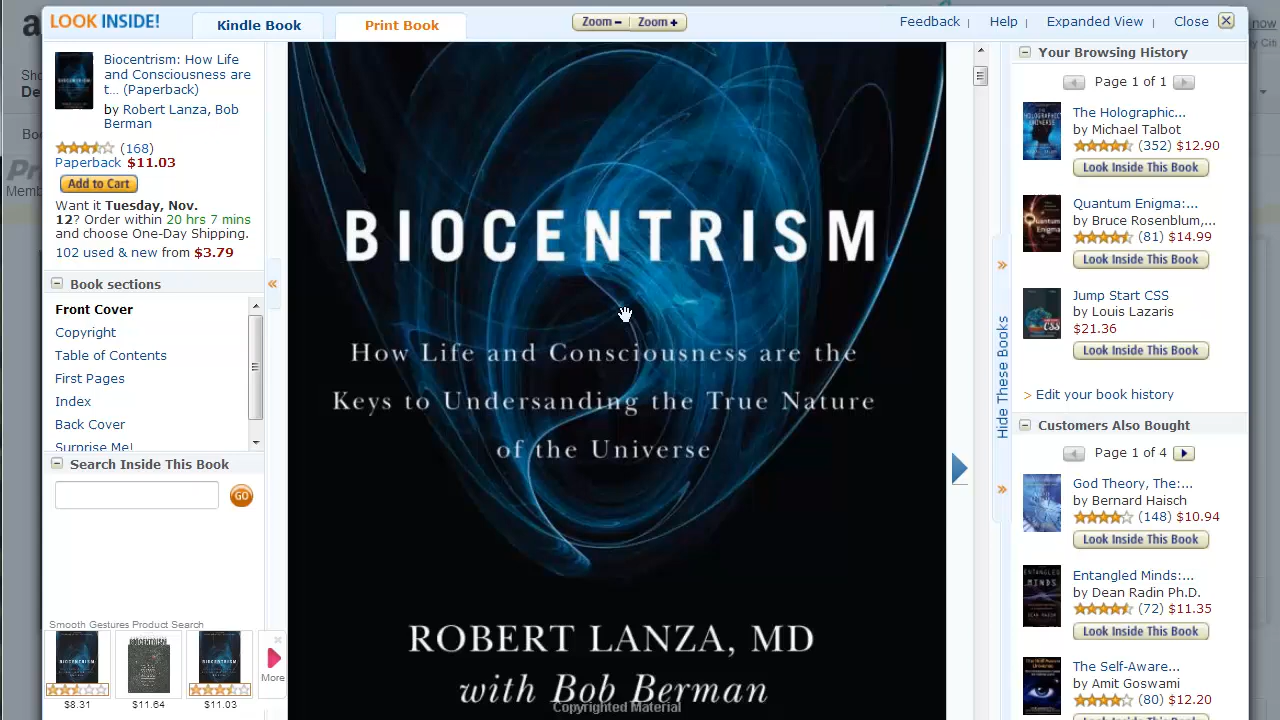 LOOK INSIDE!
Kindle Book
Print Book
Zoom
Zoom
Feedback
Help
Expanded View
Close
Biocentrism: How Life
and Consciousness are
t... (Paperback)
by Robert Lanza, Bob
Berman
(168)
Paperback $11.03
Add to Cart
Want it Tuesday, Nov.
12? Order within 20 hrs 7 mins
and choose One-Day Shipping.
102 used & new from $3.79
Book sections
Front Cover
Copyright
Table of Contents
First Pages
Index
Back Cover
Surprise Me!
Search Inside This Book
GO
Smooth Gestures Product Search
$8.31
BIOCENTRISM
$11.64
$11.03
More
BIOCENTRISM
How Life and Consciousness are the
Keys to Undersanding the True Nature
of the Universe
ROBERT LANZA, MD
with Bob Berman
Copyrighted Material
Hide These Books
Your Browsing History
Page 1 of 1
The Holographic...
by Michael Talbot
(352) $12.90
Look Inside This Book
Quantum Enigma:...
by Bruce Rosenblum,...
(81) $14.99
Look Inside This Book
Jump Start CSS
by Louis Lazaris
$21.36
Look Inside This Book
> Edit your book history
Customers Also Bought
Page 1 of 4
God Theory, The:...
by Bernard Haisch
(148) $10.94
Look Inside This Book
Entangled Minds:...
by Dean Radin Ph.D.
(72)
Look Inside This Book
The Self-Aware...
by Amit Goswami
(80) $12.20